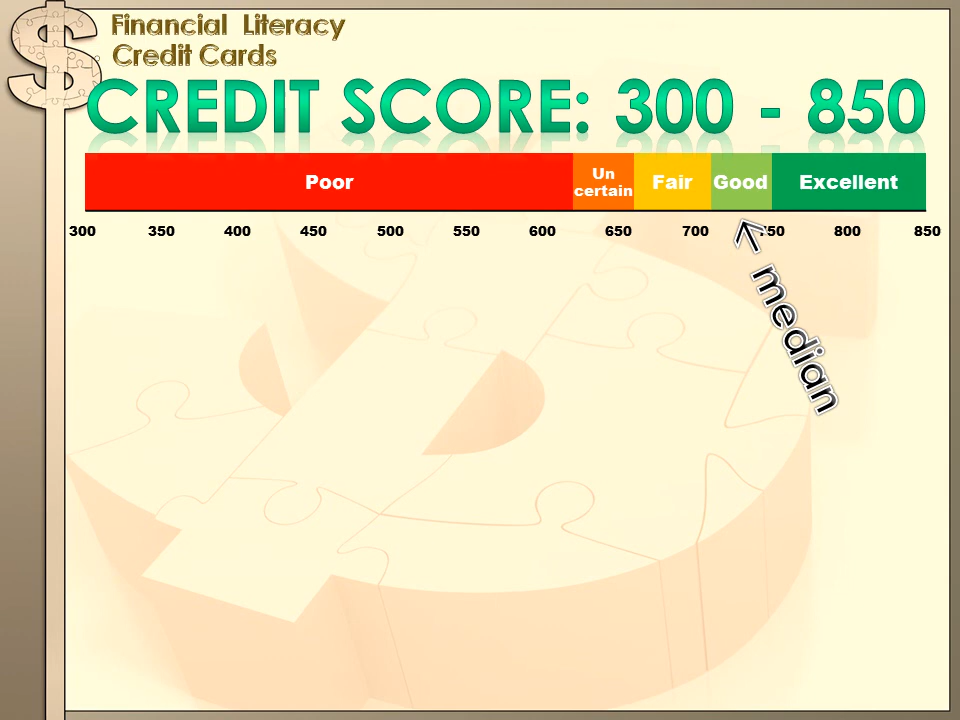 Financial Literacy
Credit Cards
CREDIT SCORE: 300 - 850
Poor
Un
certain
Fair
Good
Excellent
300 350 400 450 500 550 600 650 700 750 800 850
← median